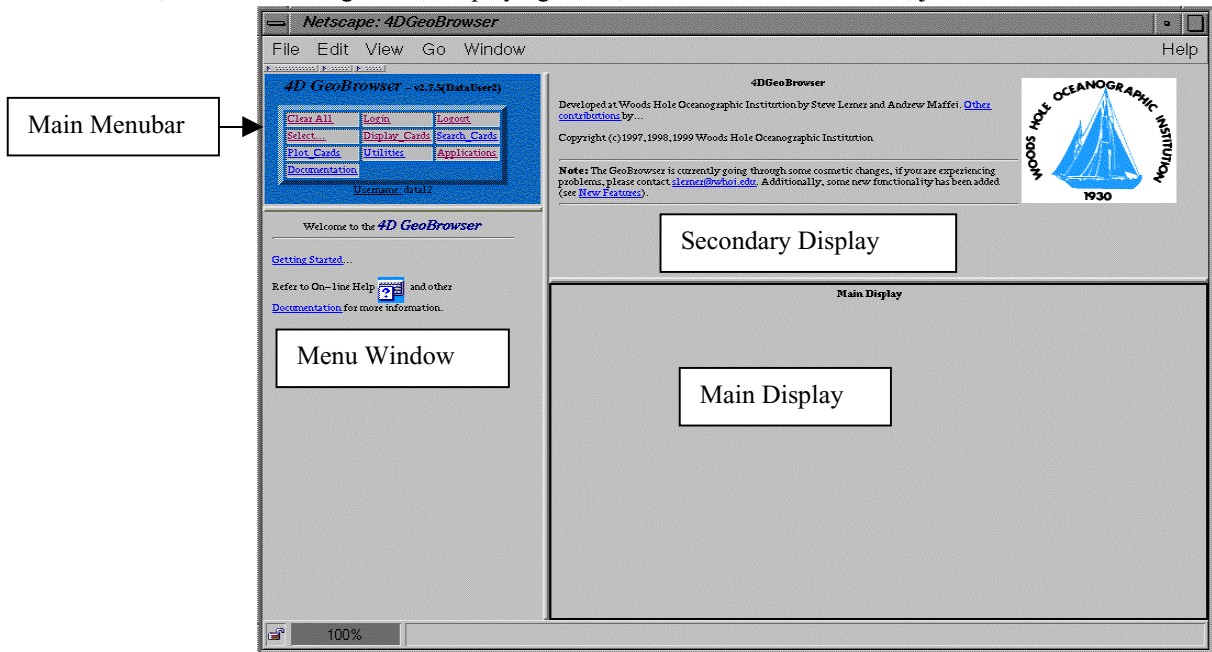 Netscape: 4DGeoBrowser
File Edit View Go Window Help
Main Menubar
4D GeoBrowser – v2.7.5(DataUser2)
Clear All Login Logout
Select... Display_Cards Search_Cards
Plot_Cards Utilities Applications
Documentation
Username: data12
Welcome to the 4D GeoBrowser
Getting Started...
Refer to On–line Help and other
Documentation for more information.
Menu Window
4DGeoBrowser
Developed at Woods Hole Oceanographic Institution by Steve Lerner and Andrew Maffei. Other
contributions by...
Copyright (c)1997,1998,1999 Woods Hole Oceanographic Institution
Note: The GeoBrowser is currently going through some cosmetic changes, if you are experiencing
problems, please contact slerner@whoi.edu. Additionally, some new functionality has been added
(see New Features).
WOODS HOLE OCEANOGRAPHIC INSTITUTION
1930
Secondary Display
Main Display
Main Display
100%